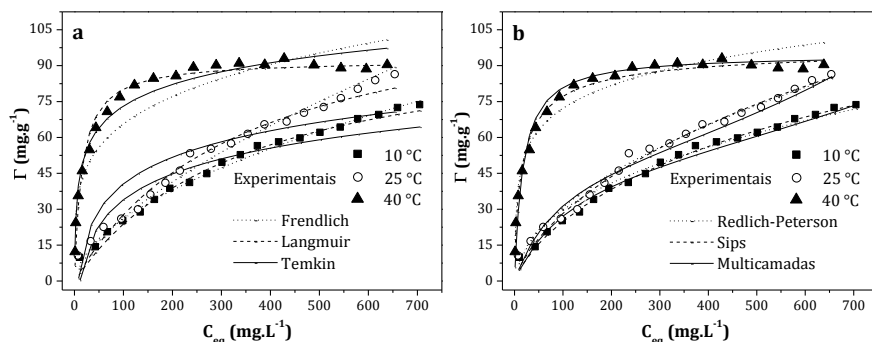 a
Γ (mg.g⁻¹)
105
90
75
60
45
30
15
0
10 °C
Experimentais
25 °C
40 °C
Frendlich
Langmuir
Temkin
0 100 200 300 400 500 600 700
C_eq (mg.L⁻¹)
b
Γ (mg.g⁻¹)
105
90
75
60
45
30
15
0
10 °C
Experimentais
25 °C
40 °C
Redlich-Peterson
Sips
Multicamadas
0 100 200 300 400 500 600 700
C_eq (mg.L⁻¹)